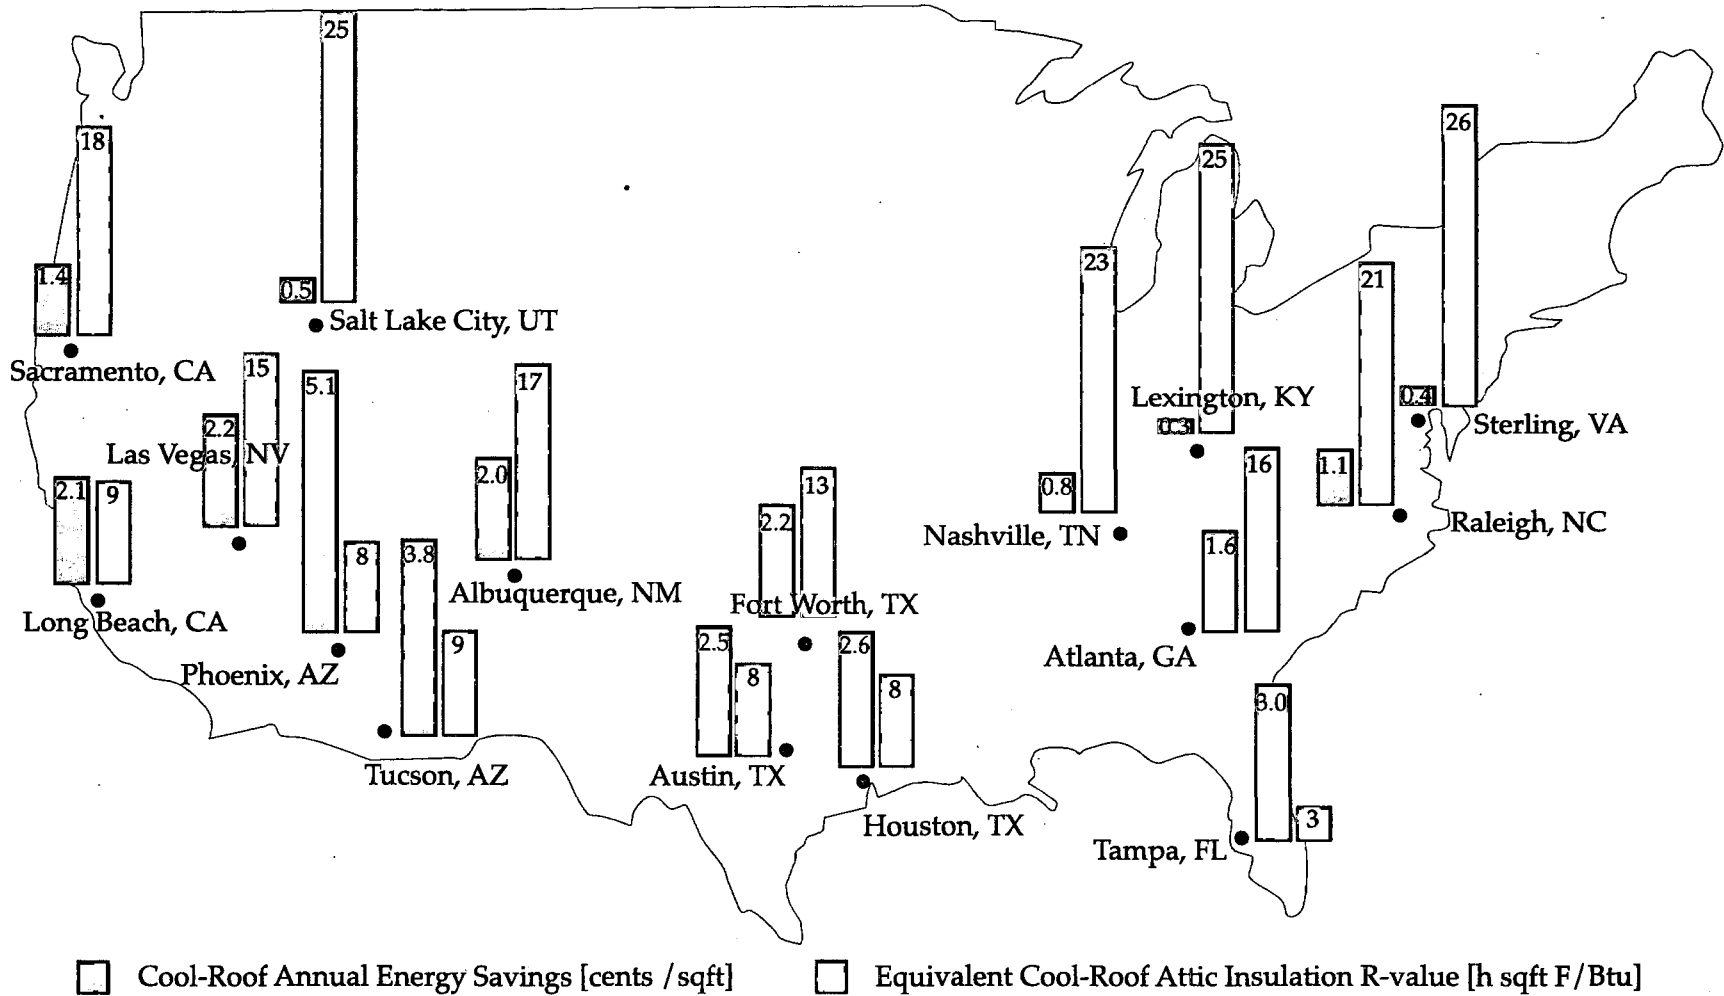 25
18
1.4
0.5
Salt Lake City, UT
Sacramento, CA
15
2.2
Las Vegas, NV
5.1
17
2.0
Albuquerque, NM
2.1
9
Long Beach, CA
8
Phoenix, AZ
3.8
9
Tucson, AZ
13
2.2
Fort Worth, TX
2.5
8
Austin, TX
2.6
8
Houston, TX
23
0.8
Nashville, TN
25
Lexington, KY
0.3
26
0.4
Sterling, VA
21
1.1
Raleigh, NC
16
1.6
Atlanta, GA
3.0
3
Tampa, FL
Cool-Roof Annual Energy Savings [cents /sqft]
Equivalent Cool-Roof Attic Insulation R-value [h sqft F/Btu]